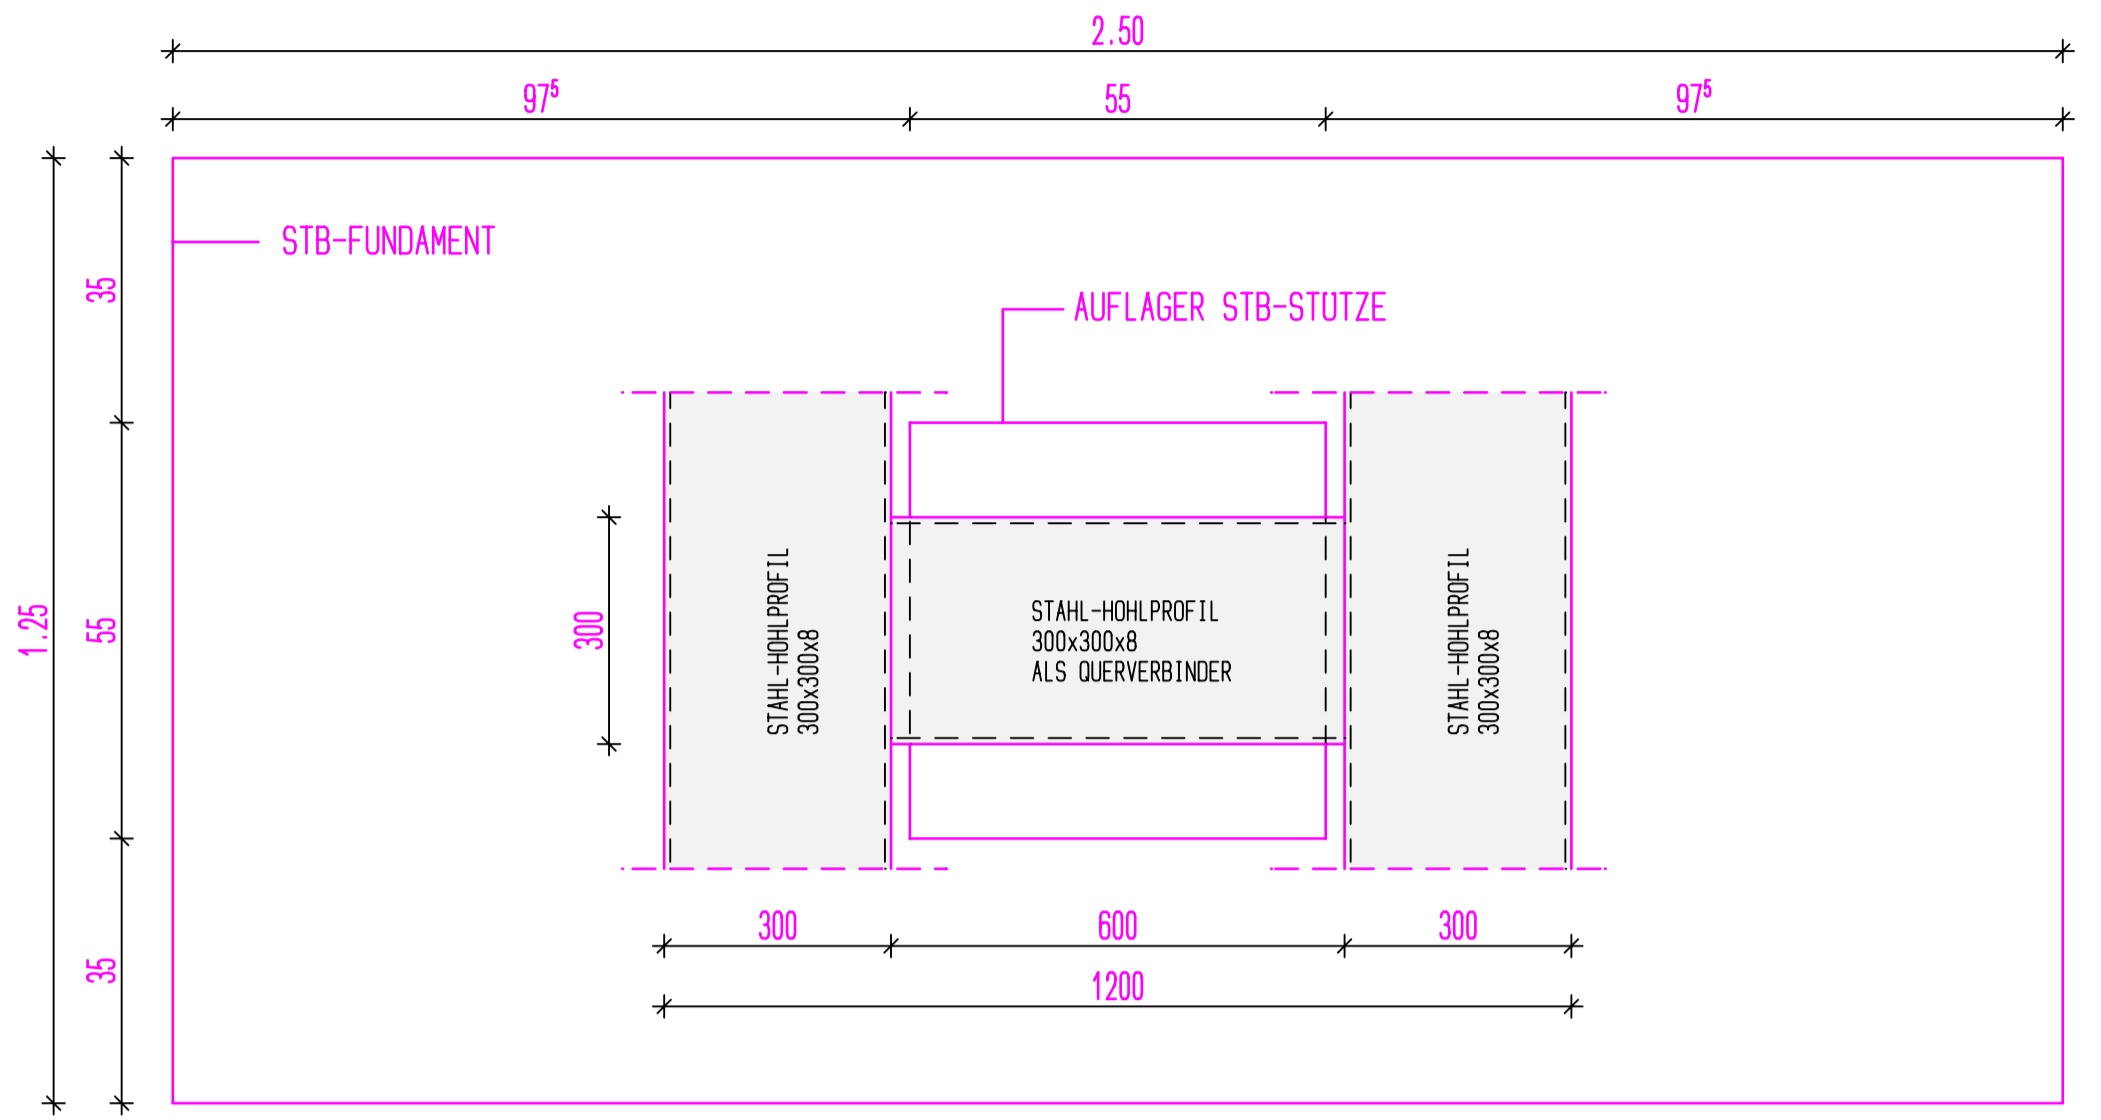 2.50
97⁵
55
97⁵
STB-FUNDAMENT
AUFLAGER STB-STÜTZE
1.25
35
55
35
300
STAHL-HOHLPROFIL
300x300x8
STAHL-HOHLPROFIL
300x300x8
ALS QUERVERBINDER
STAHL-HOHLPROFIL
300x300x8
300
600
300
1200